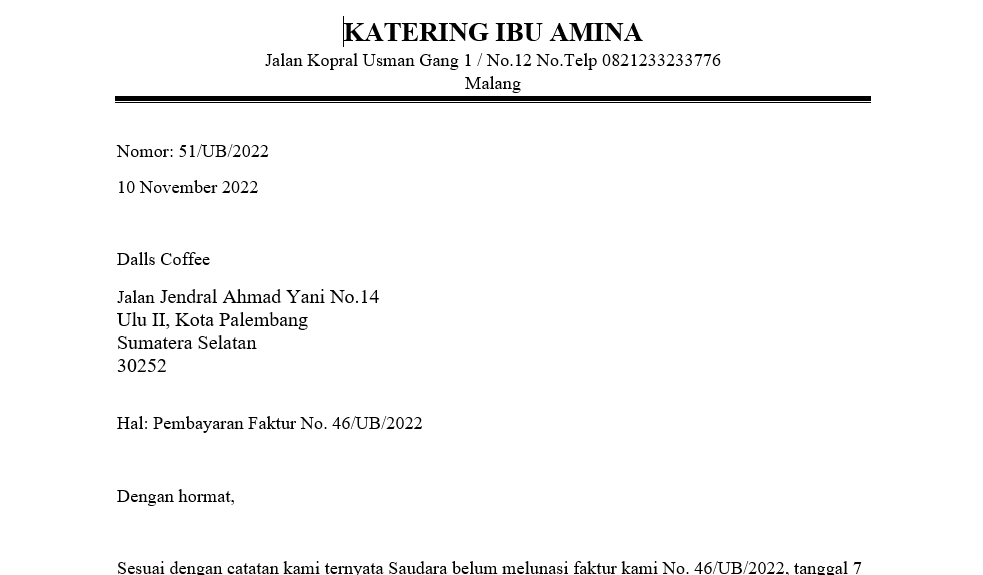 KATERING IBU AMINA
Jalan Kopral Usman Gang 1 / No.12 No.Telp 0821233233776
Malang
Nomor: 51/UB/2022
10 November 2022
Dalls Coffee
Jalan Jendral Ahmad Yani No.14
Ulu II, Kota Palembang
Sumatera Selatan
30252
Hal: Pembayaran Faktur No. 46/UB/2022
Dengan hormat,
Sesuai dengan catatan kami ternyata Saudara belum melunasi faktur kami No. 46/UB/2022, tanggal 7